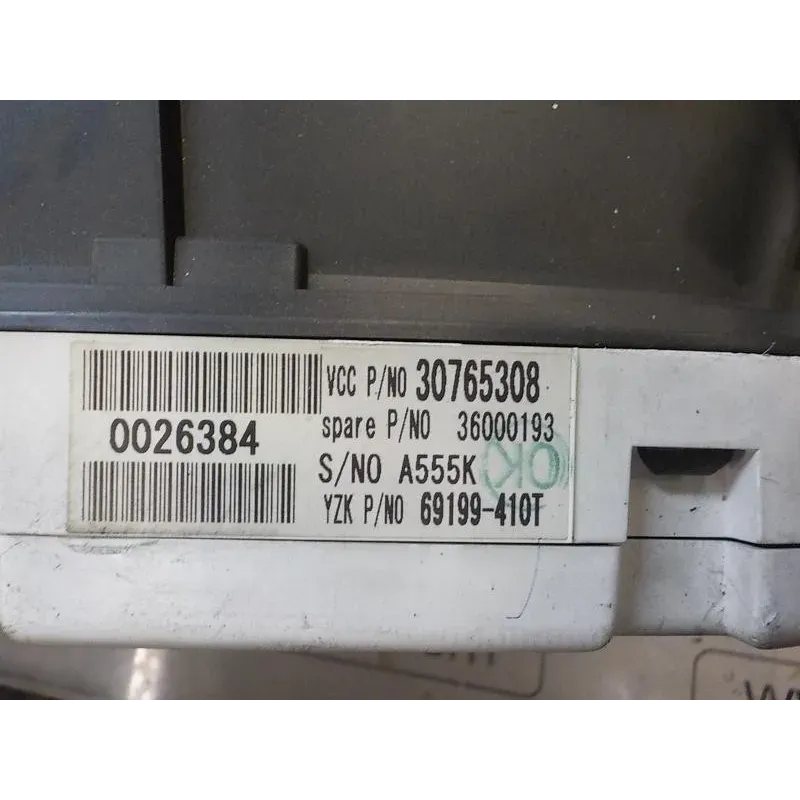 VCC P/NO 30765308
0026384
spare P/NO 36000193
S/NO A555K
OK
YZK P/NO 69199-410T